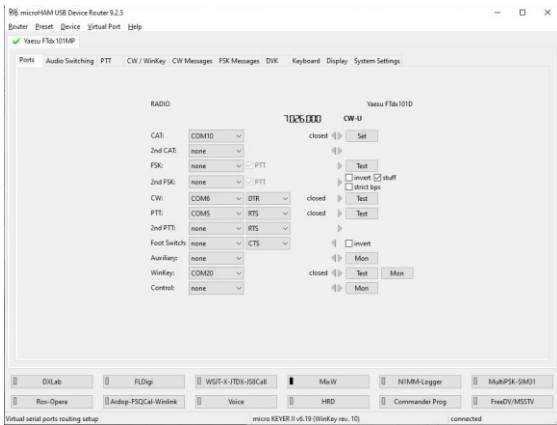 microHAM USB Device Router 9.2.5
Router Preset Device Virtual Port Help
Yaesu FTdx101MP
Ports Audio Switching PTT CW / WinKey CW Messages FSK Messages DVK Keyboard Display System Settings
RADIO Yaesu FTdx101D
7.026.000 CW-U
CAT: COM10 closed Set
2nd CAT: none
FSK: none PTT Test
2nd FSK: none PTT invert stuff
strict bps
CW: COM6 DTR closed Test
PTT: COM5 RTS closed Test
2nd PTT: none RTS
Foot Switch: none CTS invert
Auxiliary: none Mon
WinKey: COM20 closed Test Mon
Control: none Mon
DXLab FLDigi WSJT-X-JTDX-JS8Call MixW N1MM-Logger MultiPSK-SIM31
Ros-Opera Ardop-FSQCal-Winlink Voice HRD Commander Prog FreeDV/MSSTV
Virtual serial ports routing setup micro KEYER II v6.19 (WinKey rev. 10) connected